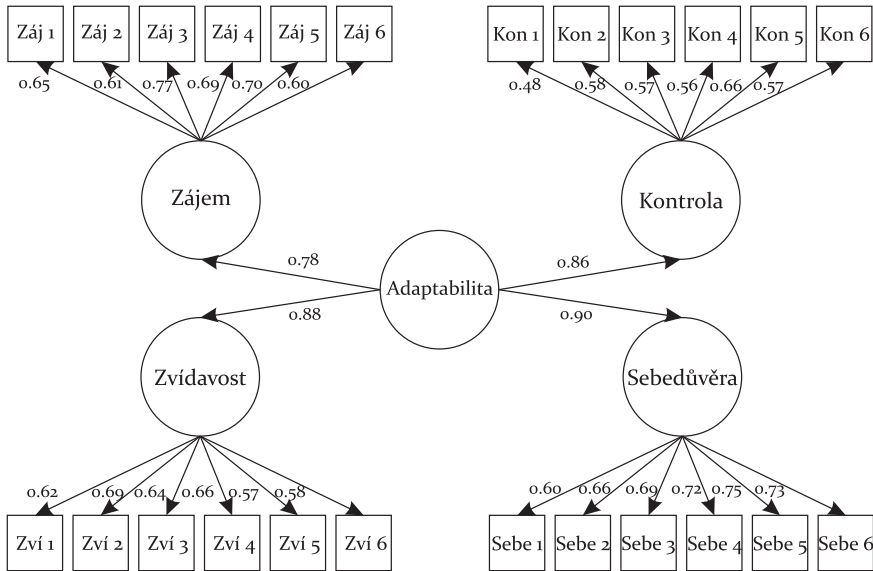 Záj 1 Záj 2 Záj 3 Záj 4 Záj 5 Záj 6
Kon 1 Kon 2 Kon 3 Kon 4 Kon 5 Kon 6
0.65 0.61 0.77 0.69 0.70 0.60
0.48 0.58 0.57 0.56 0.66 0.57
Zájem
Kontrola
0.78
0.86
Adaptabilita
0.88
0.90
Zvídavost
Sebedůvěra
0.62 0.69 0.64 0.66 0.57 0.58
0.60 0.66 0.69 0.72 0.75 0.73
Zví 1 Zví 2 Zví 3 Zví 4 Zví 5 Zví 6
Sebe 1 Sebe 2 Sebe 3 Sebe 4 Sebe 5 Sebe 6